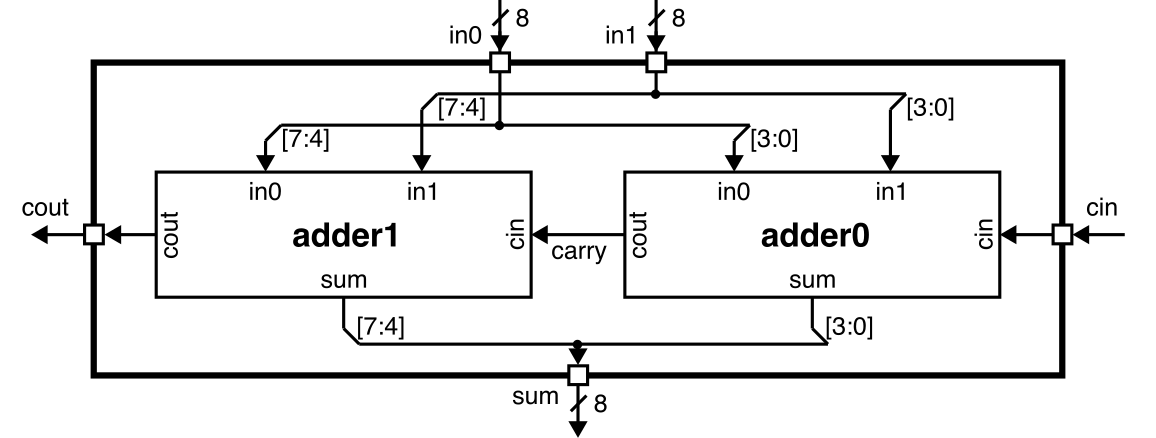 8
8
in0
in1
[7:4]
[3:0]
[7:4]
[3:0]
in0
in1
in0
in1
cout
cout
adder1
cin
carry
cout
adder0
cin
cin
sum
sum
[7:4]
[3:0]
sum
8